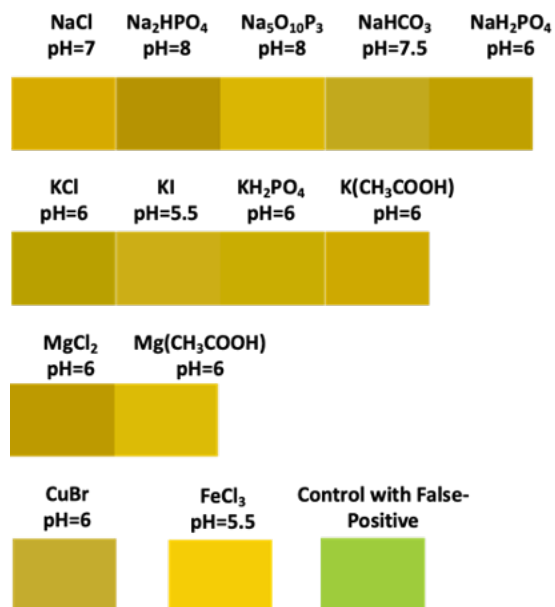 NaCl Na₂HPO₄ Na₅O₁₀P₃ NaHCO₃ NaH₂PO₄
pH=7 pH=8 pH=8 pH=7.5 pH=6
KCl KI KH₂PO₄ K(CH₃COOH)
pH=6 pH=5.5 pH=6 pH=6
MgCl₂ Mg(CH₃COOH)
pH=6 pH=6
CuBr FeCl₃ Control with False-
pH=6 pH=5.5 Positive